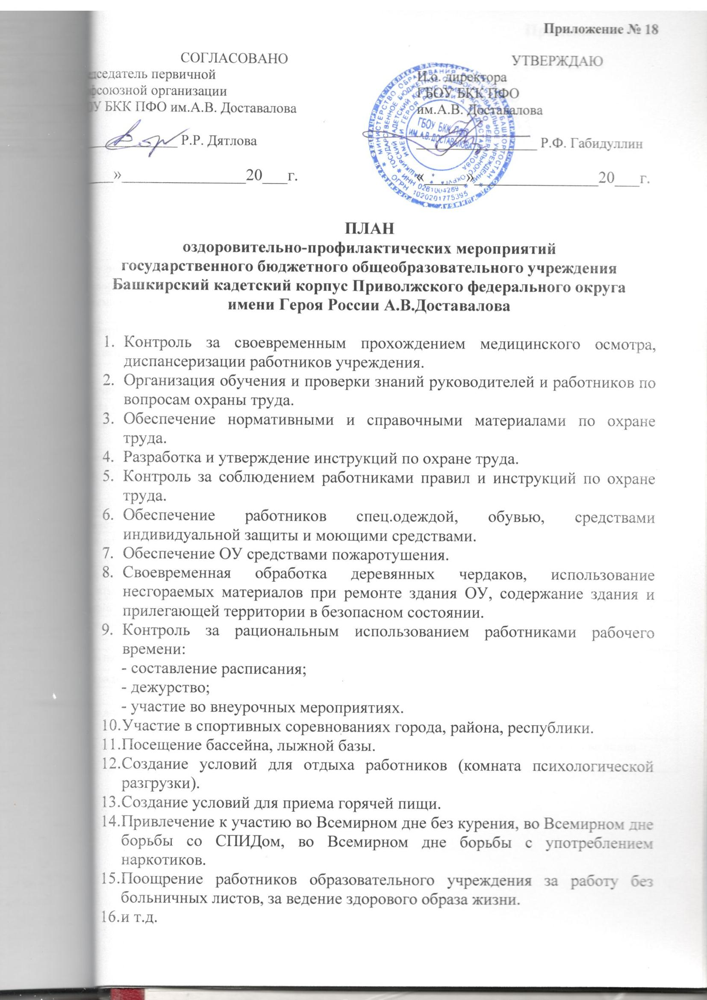 Приложение № 18
СОГЛАСОВАНО
председатель первичной
союзной организации
БКК ПФО им.А.В. Доставалова
Р.Р. Дятлова
____»_______________20___г.
УТВЕРЖДАЮ
И.о. директора
ГБОУ БКК ПФО
им.А.В. Доставалова
Р.Ф. Габидуллин
«_____»_______________20___г.
МИНИСТЕРСТВО ОБРАЗОВАНИЯ РЕСПУБЛИКИ БАШКОРТОСТАН
ОГРН 1020201775395
ИНН 0261004269
ГБОУ БКК ПФО
ИМ. А.В. ДОСТАВАЛОВА
ПЛАН
оздоровительно-профилактических мероприятий
государственного бюджетного общеобразовательного учреждения
Башкирский кадетский корпус Приволжского федерального округа
имени Героя России А.В.Доставалова
1. Контроль за своевременным прохождением медицинского осмотра,
диспансеризации работников учреждения.
2. Организация обучения и проверки знаний руководителей и работников по
вопросам охраны труда.
3. Обеспечение нормативными и справочными материалами по охране
труда.
4. Разработка и утверждение инструкций по охране труда.
5. Контроль за соблюдением работниками правил и инструкций по охране
труда.
6. Обеспечение работников спец.одеждой, обувью, средствами
индивидуальной защиты и моющими средствами.
7. Обеспечение ОУ средствами пожаротушения.
8. Своевременная обработка деревянных чердаков, использование
несгораемых материалов при ремонте здания ОУ, содержание здания и
прилегающей территории в безопасном состоянии.
9. Контроль за рациональным использованием работниками рабочего
времени:
- составление расписания;
- дежурство;
- участие во внеурочных мероприятиях.
10.Участие в спортивных соревнованиях города, района, республики.
11.Посещение бассейна, лыжной базы.
12.Создание условий для отдыха работников (комната психологической
разгрузки).
13.Создание условий для приема горячей пищи.
14.Привлечение к участию во Всемирном дне без курения, во Всемирном дне
борьбы со СПИДом, во Всемирном дне борьбы с употреблением
наркотиков.
15.Поощрение работников образовательного учреждения за работу без
больничных листов, за ведение здорового образа жизни.
16.и т.д.